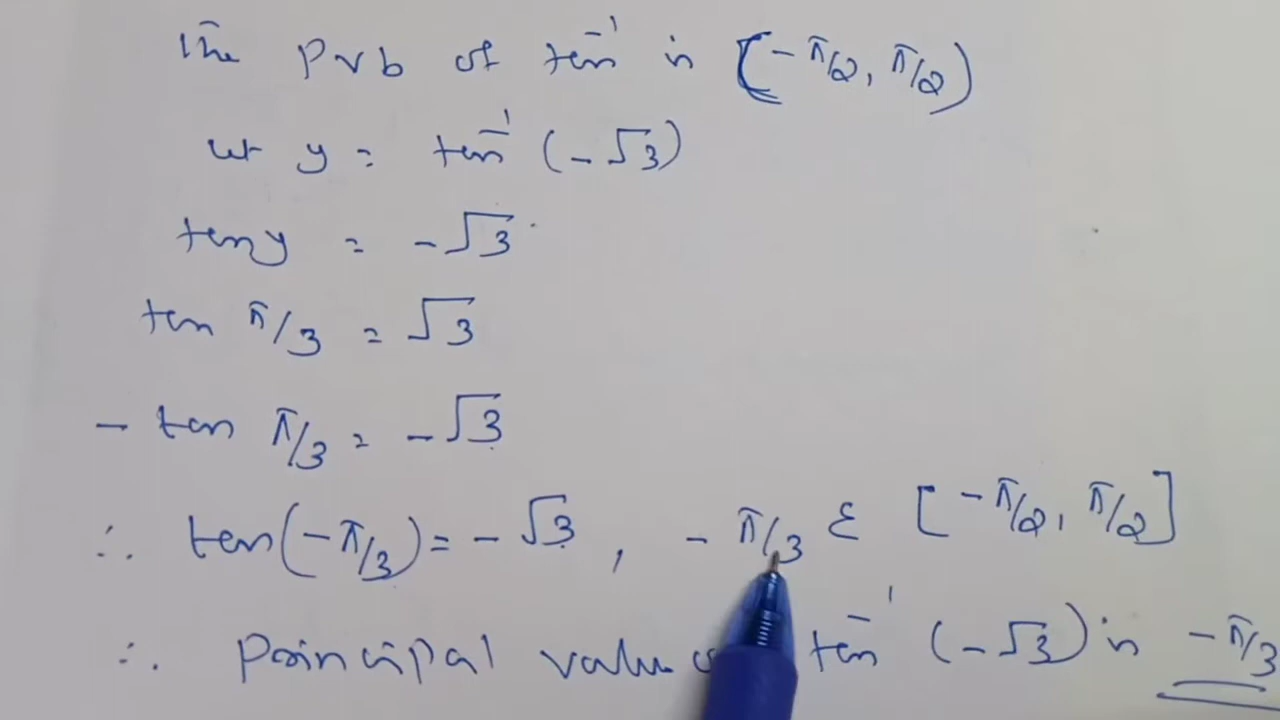 The Pvb of tan⁻¹ is (-π/2, π/2)
let y = tan⁻¹ (-√3)
tan y = -√3
tan π/3 = √3
- tan π/3 = -√3
∴ tan(-π/3) = -√3, -π/3 ε [-π/2, π/2]
∴ Principal value tan⁻¹ (-√3) is -π/3